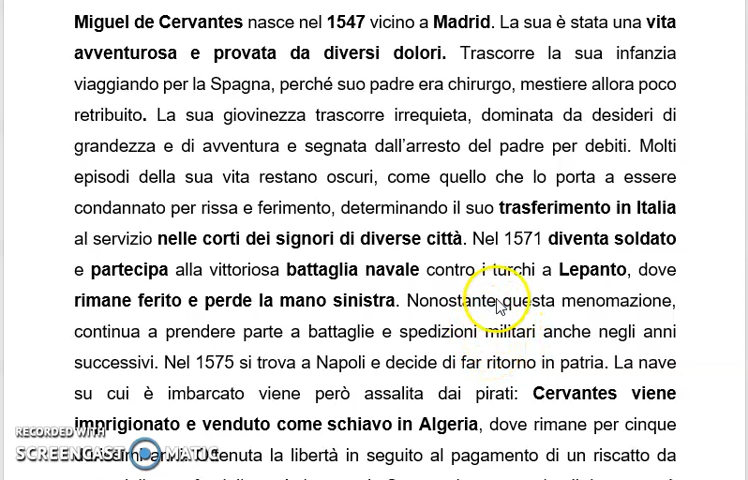 Miguel de Cervantes nasce nel 1547 vicino a Madrid. La sua è stata una vita
avventurosa e provata da diversi dolori. Trascorre la sua infanzia
viaggiando per la Spagna, perché suo padre era chirurgo, mestiere allora poco
retribuito. La sua giovinezza trascorre irrequieta, dominata da desideri di
grandezza e di avventura e segnata dall'arresto del padre per debiti. Molti
episodi della sua vita restano oscuri, come quello che lo porta a essere
condannato per rissa e ferimento, determinando il suo trasferimento in Italia
al servizio nelle corti dei signori di diverse città. Nel 1571 diventa soldato
e partecipa alla vittoriosa battaglia navale contro i turchi a Lepanto, dove
rimane ferito e perde la mano sinistra. Nonostante questa menomazione,
continua a prendere parte a battaglie e spedizioni militari anche negli anni
successivi. Nel 1575 si trova a Napoli e decide di far ritorno in patria. La nave
su cui è imbarcato viene però assalita dai pirati: Cervantes viene
imprigionato e venduto come schiavo in Algeria, dove rimane per cinque
anni. Ottenuta la libertà in seguito al pagamento di un riscatto da
RECORDED WITH
SCREENCAST MATIC